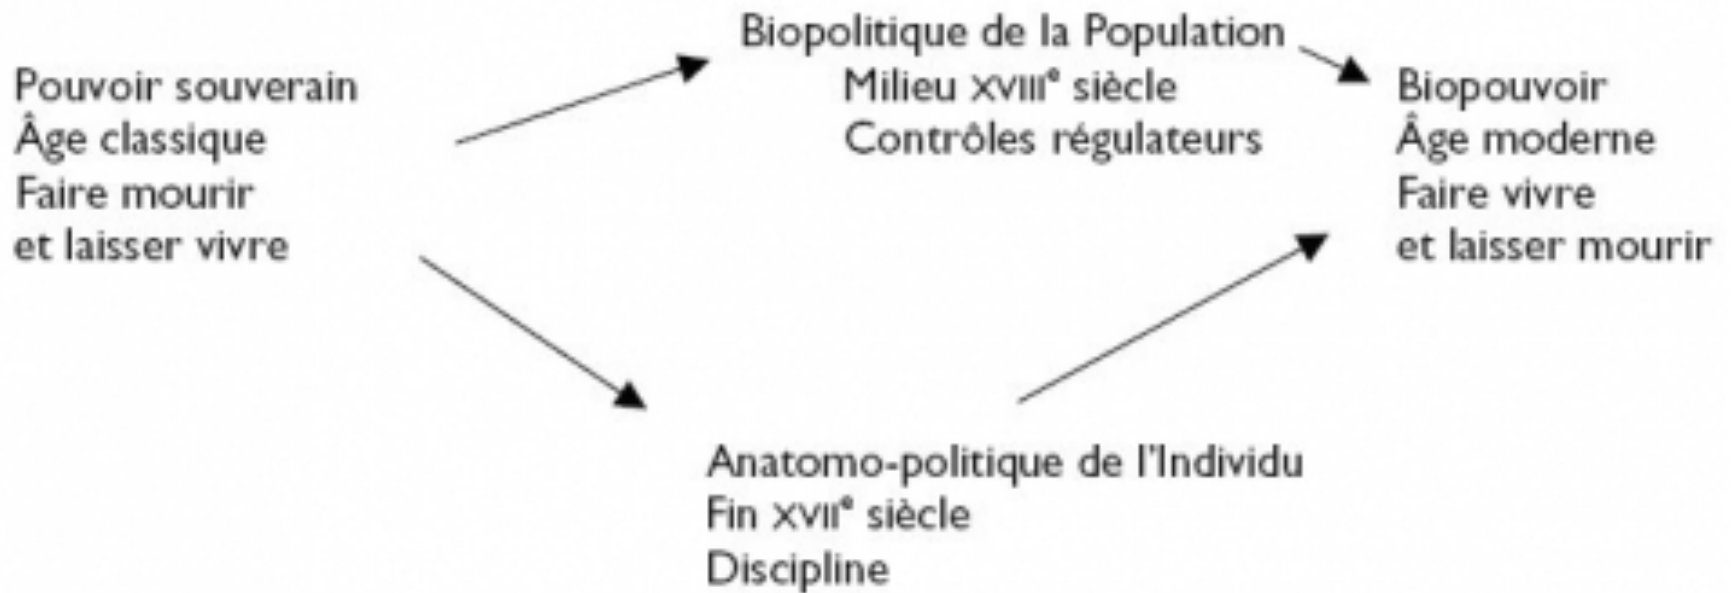 Pouvoir souverain
Âge classique
Faire mourir
et laisser vivre
Biopolitique de la Population
Milieu XVIIIᵉ siècle
Contrôles régulateurs
Anatomo-politique de l'Individu
Fin XVIIᵉ siècle
Discipline
Biopouvoir
Âge moderne
Faire vivre
et laisser mourir